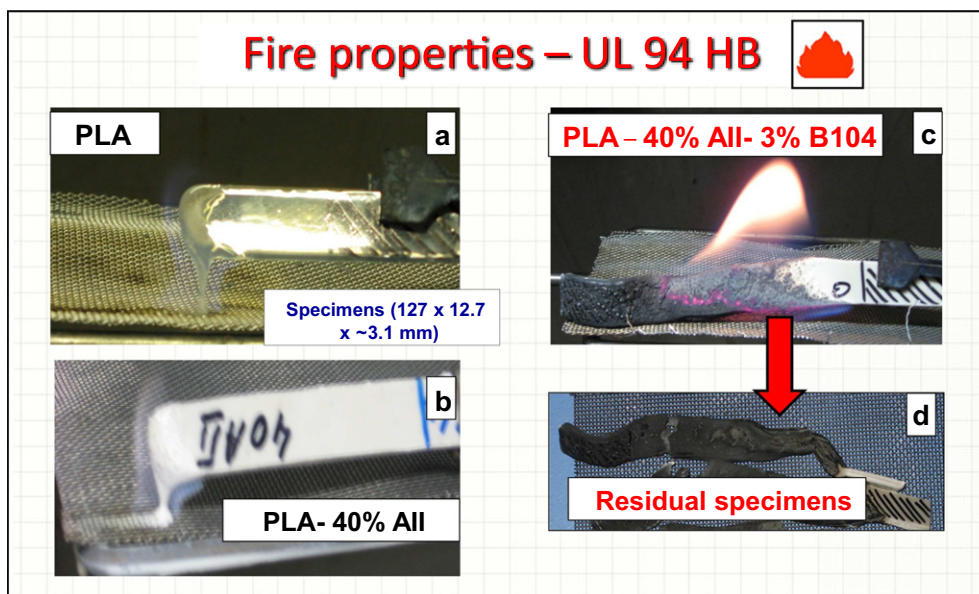 Fire properties – UL 94 HB
PLA
a
Specimens (127 x 12.7
x ~3.1 mm)
b
40AII
PLA- 40% AII
PLA – 40% AII- 3% B104
c
d
Residual specimens